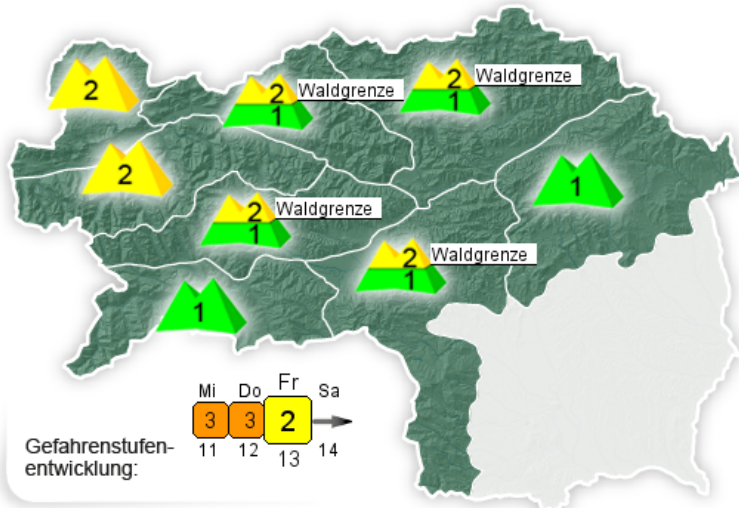 2
2 Waldgrenze
1
2 Waldgrenze
1
2
1
2 Waldgrenze
1
2 Waldgrenze
1
1
Mi Do Fr Sa
3 3 2
11 12 13 14
Gefahrenstufen-
entwicklung: